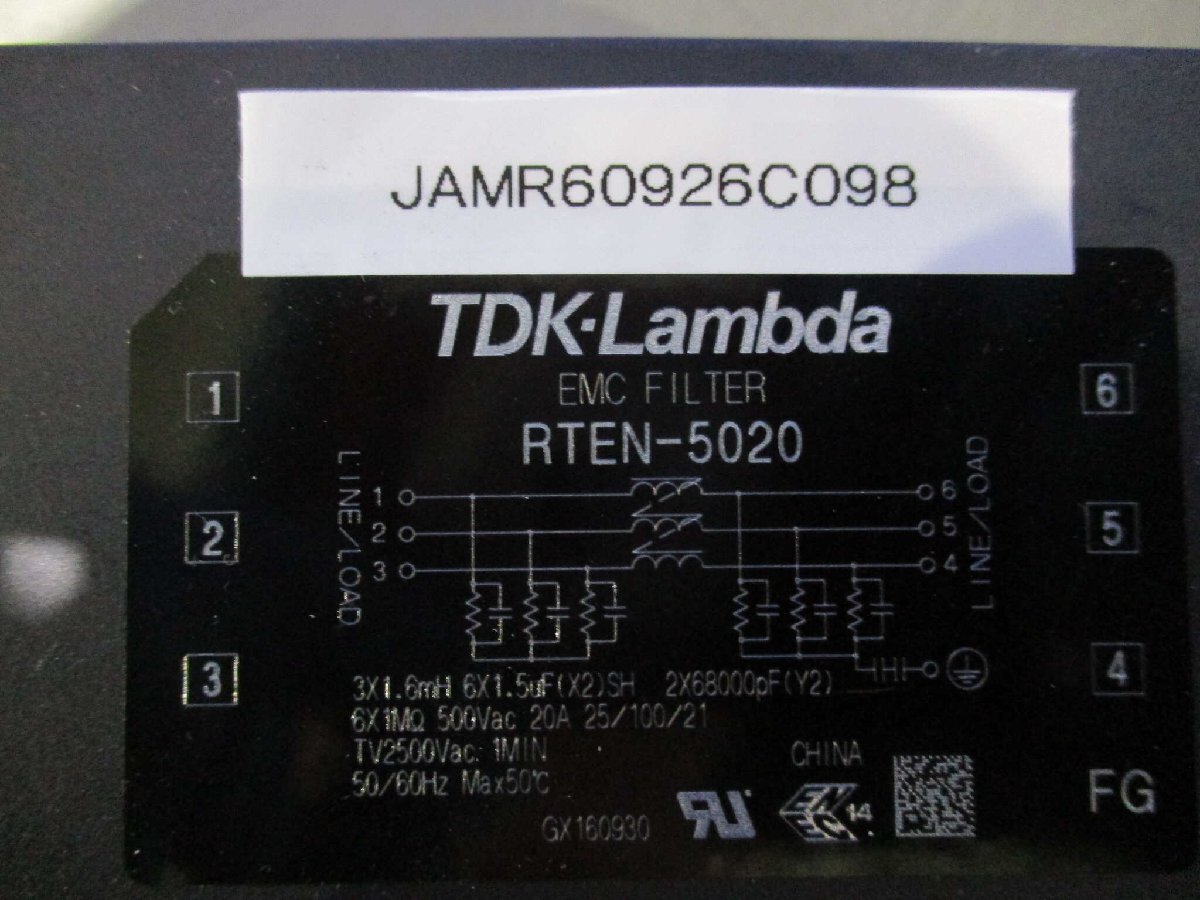 JAMR60926C098
TDK·Lambda
EMC FILTER
RTEN-5020
1
2
3
6
5
4
FG
LINE/LOAD
1
2
3
6
5
4
LINE/LOAD
3X1.6mH 6X1.5uF(X2)SH 2X68000pF(Y2)
6X1MΩ 500Vac 20A 25/100/21
TV2500Vac 1MIN
50/60Hz Max50℃
CHINA
GX160930
14